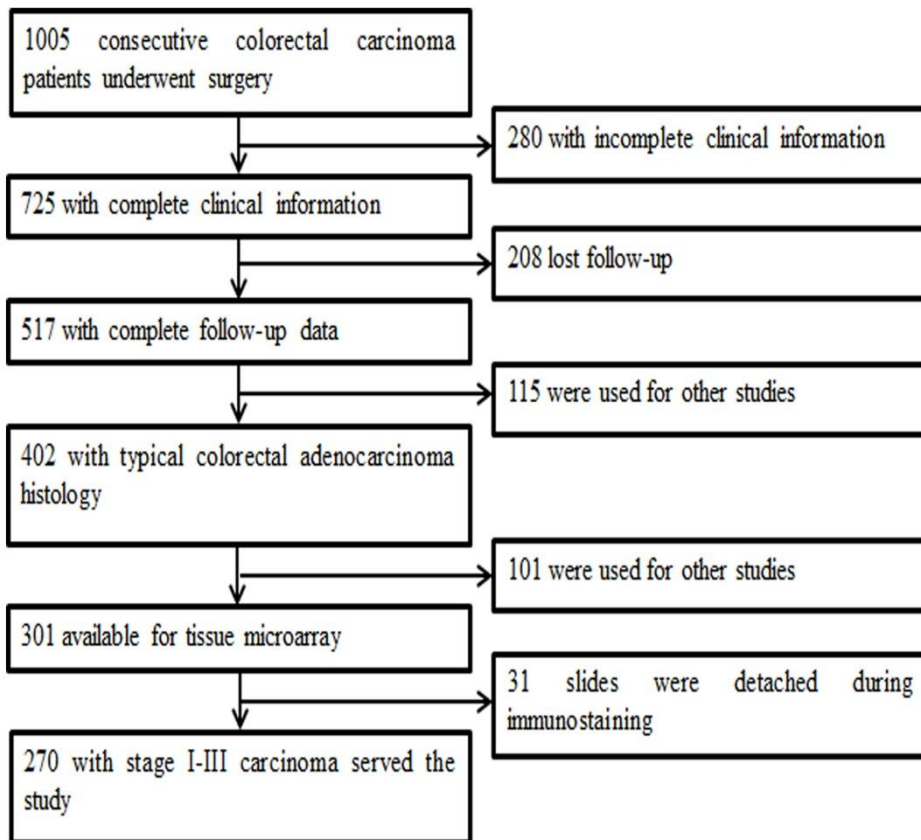 1005 consecutive colorectal carcinoma
patients underwent surgery
280 with incomplete clinical information
725 with complete clinical information
208 lost follow-up
517 with complete follow-up data
115 were used for other studies
402 with typical colorectal adenocarcinoma
histology
101 were used for other studies
301 available for tissue microarray
31 slides were detached during
immunostaining
270 with stage I-III carcinoma served the
study